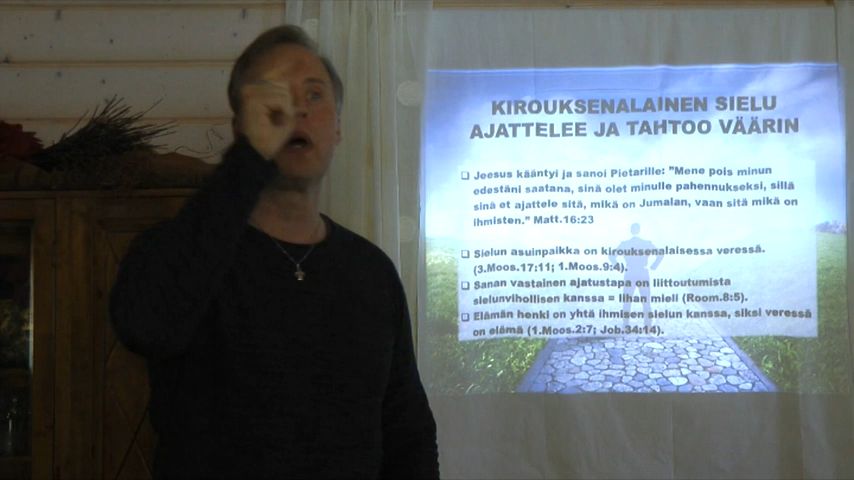 KIROUKSENALAINEN SIELU
AJATTELEE JA TAHTOO VÄÄRIN
❑ Jeesus kääntyi ja sanoi Pietarille: "Mene pois minun
edestäni saatana, sinä olet minulle pahennukseksi, sillä
sinä et ajattele sitä, mikä on Jumalan, vaan sitä mikä on
ihmisten." Matt.16:23
❑ Sielun asuinpaikka on kirouksenalaisessa veressä.
(3.Moos.17:11; 1.Moos.9:4).
❑ Sanan vastainen ajatustapa on liittoutumista
sielunvihollisen kanssa = lihan mieli (Room.8:5).
❑ Elämän henki on yhtä ihmisen sielun kanssa, siksi veressä
on elämä (1.Moos.2:7; Job.34:14).